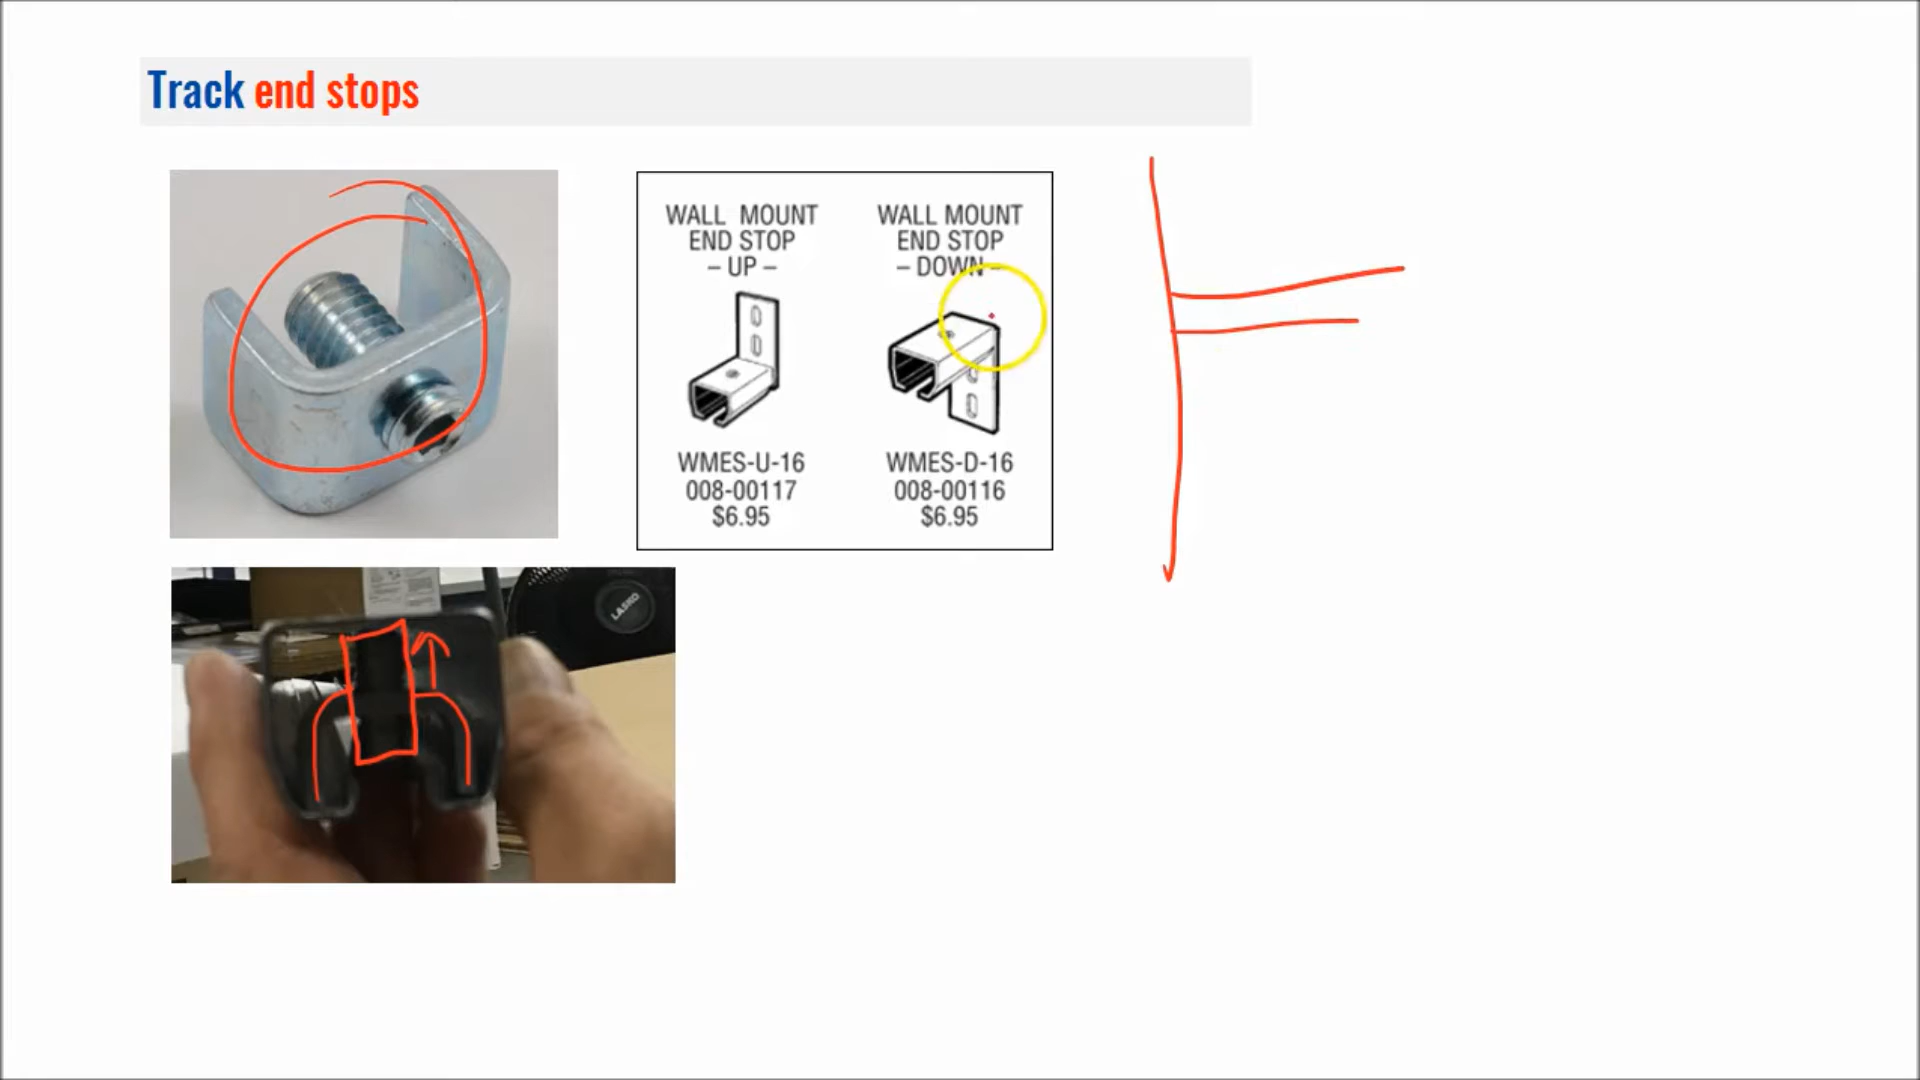 Track end stops
WALL MOUNT
END STOP
– UP –
WMES-U-16
008-00117
$6.95
WALL MOUNT
END STOP
– DOWN –
WMES-D-16
008-00116
$6.95
LASKO